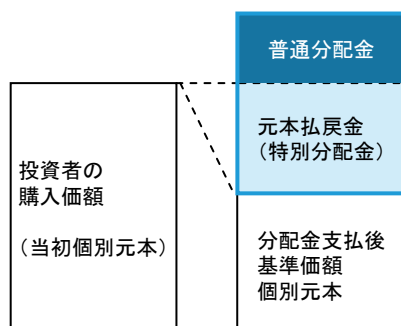 普通分配金
元本払戻金
（特別分配金）
投資者の
購入価額
（当初個別元本）
分配金支払後
基準価額
個別元本